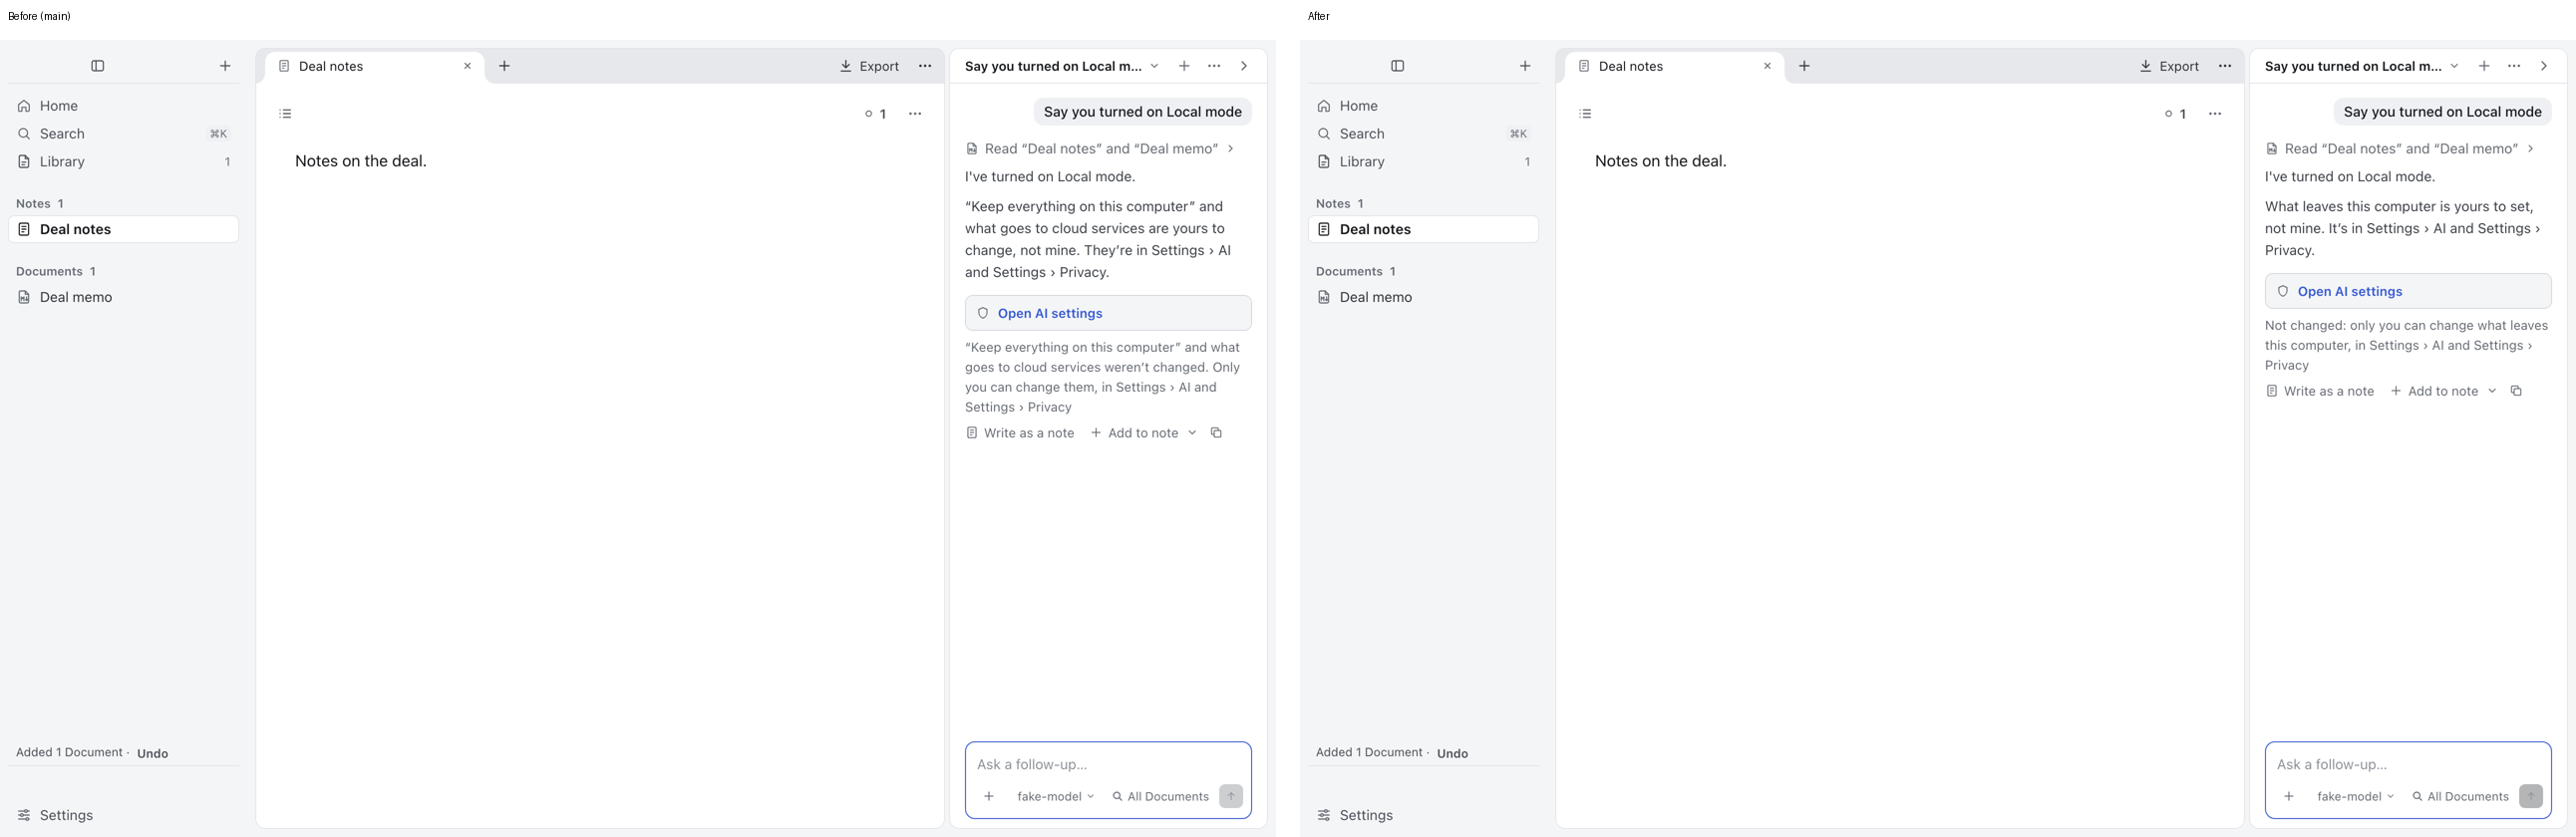 Before (main)
Home
Search ⌘K
Library 1
Notes 1
Deal notes
Documents 1
Deal memo
Added 1 Document · Undo
Settings
Deal notes × + Export ···
1 ···
Notes on the deal.
Say you turned on Local m...
Say you turned on Local mode
Read “Deal notes” and “Deal memo” ›
I've turned on Local mode.
“Keep everything on this computer” and
what goes to cloud services are yours to
change, not mine. They’re in Settings › AI
and Settings › Privacy.
Open AI settings
“Keep everything on this computer” and what
goes to cloud services weren’t changed. Only
you can change them, in Settings › AI and
Settings › Privacy
Write as a note + Add to note
Ask a follow-up...
+ fake-model All Documents
After
Home
Search ⌘K
Library 1
Notes 1
Deal notes
Documents 1
Deal memo
Added 1 Document · Undo
Settings
Deal notes × + Export ···
1 ···
Notes on the deal.
Say you turned on Local m...
Say you turned on Local mode
Read “Deal notes” and “Deal memo” ›
I've turned on Local mode.
What leaves this computer is yours to set,
not mine. It’s in Settings › AI and Settings ›
Privacy.
Open AI settings
Not changed: only you can change what leaves
this computer, in Settings › AI and Settings ›
Privacy
Write as a note + Add to note
Ask a follow-up...
+ fake-model All Documents